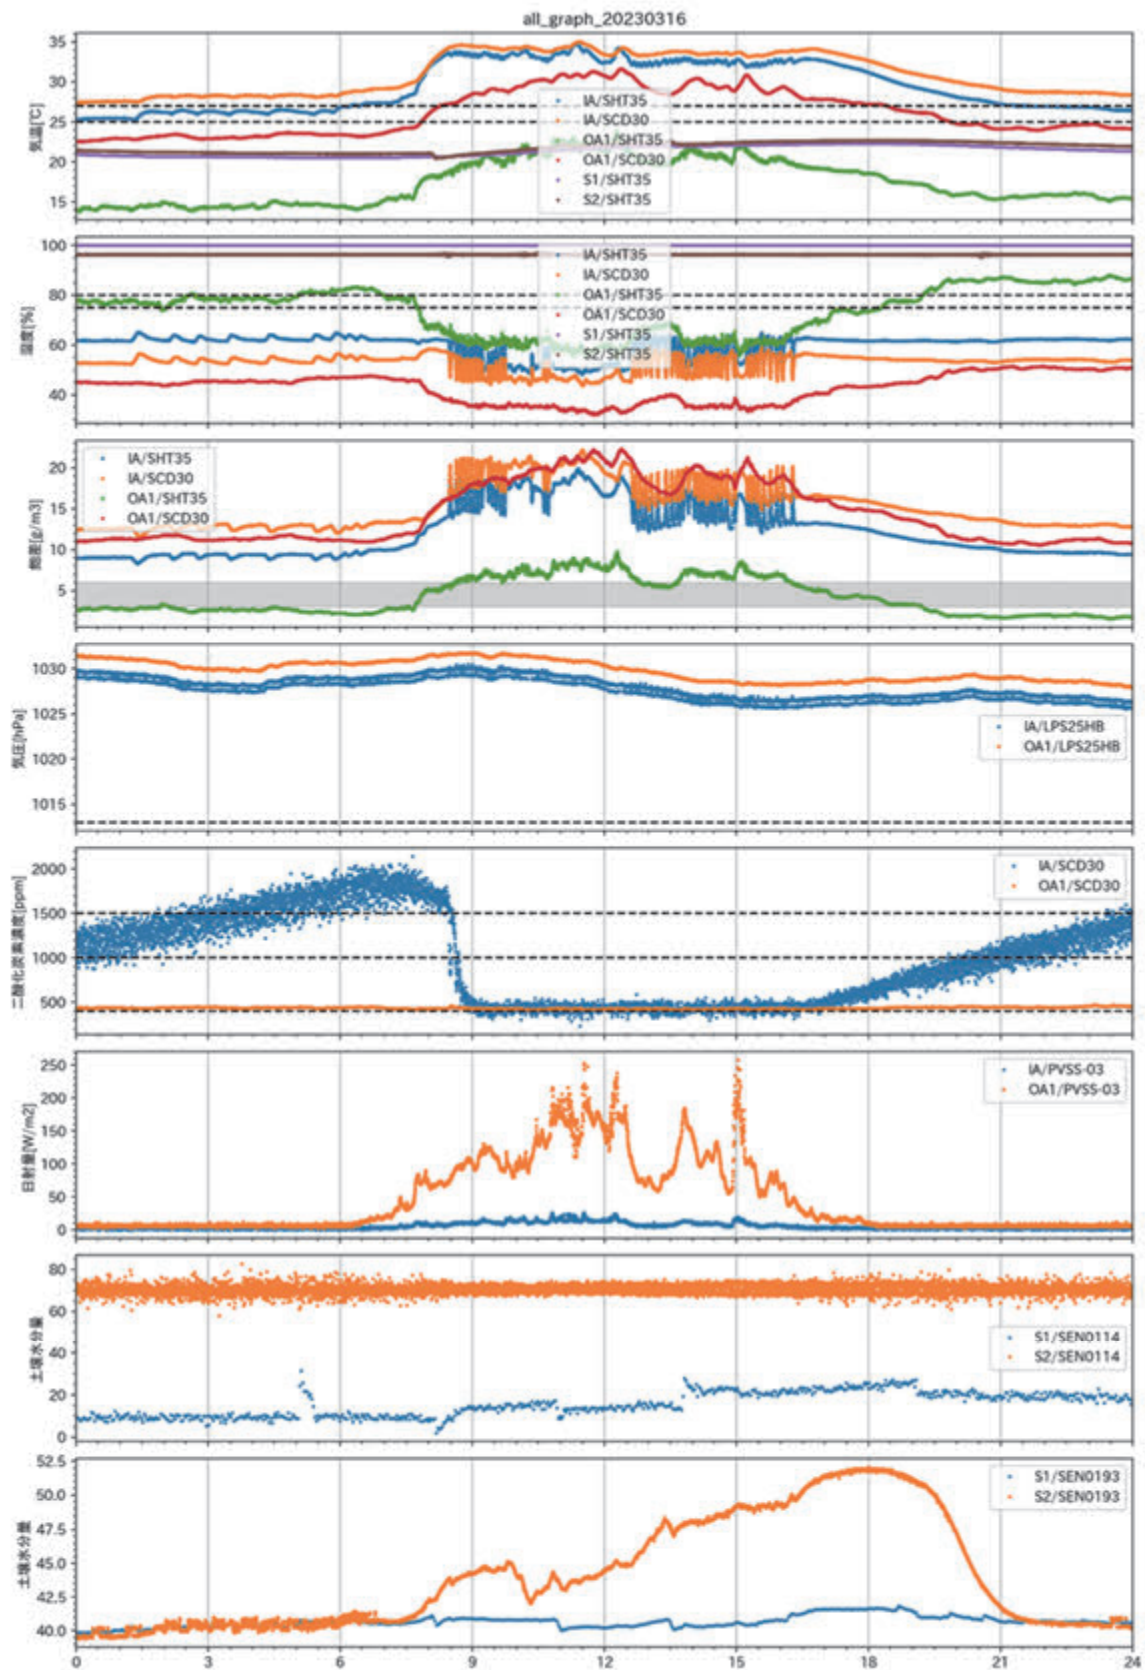 all_graph_20230316
気温[℃]
35
30
25
20
15
IA/SHT35
IA/SCD30
OA1/SHT35
OA1/SCD30
S1/SHT35
S2/SHT35
湿度[%]
100
80
60
40
IA/SHT35
IA/SCD30
OA1/SHT35
OA1/SCD30
S1/SHT35
S2/SHT35
飽差[g/m3]
20
15
10
5
IA/SHT35
IA/SCD30
OA1/SHT35
OA1/SCD30
気圧[hPa]
1030
1025
1020
1015
IA/LPS25HB
OA1/LPS25HB
二酸化炭素濃度[ppm]
2000
1500
1000
500
IA/SCD30
OA1/SCD30
日射量[W/m2]
250
200
150
100
50
0
IA/PVSS-03
OA1/PVSS-03
土壌水分量
80
60
40
20
0
S1/SEN0114
S2/SEN0114
土壌水分量
52.5
50.0
47.5
45.0
42.5
40.0
S1/SEN0193
S2/SEN0193
0 3 6 9 12 15 18 21 24